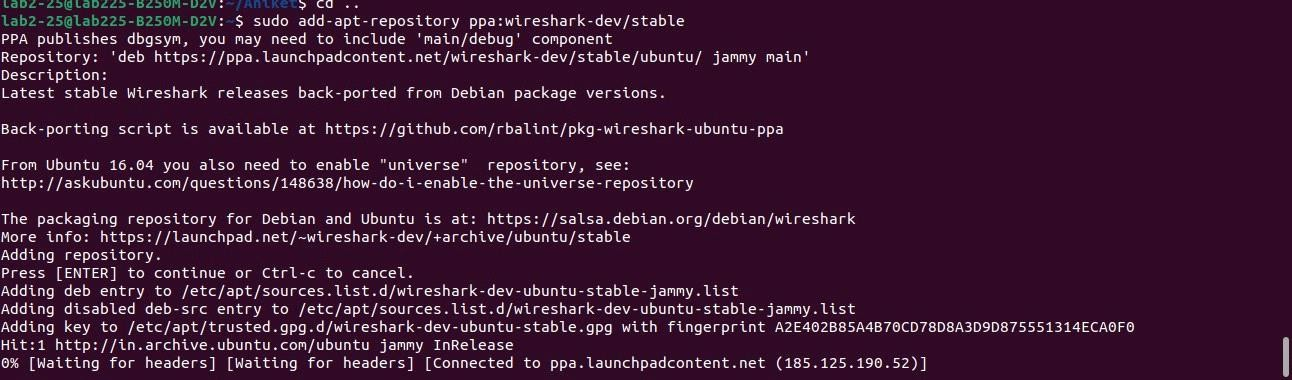 lab2-25@lab225-B250M-D2V:~/Aniket$ cd ..
lab2-25@lab225-B250M-D2V:~$ sudo add-apt-repository ppa:wireshark-dev/stable
PPA publishes dbgsym, you may need to include 'main/debug' component
Repository: 'deb https://ppa.launchpadcontent.net/wireshark-dev/stable/ubuntu/ jammy main'
Description:
Latest stable Wireshark releases back-ported from Debian package versions.
Back-porting script is available at https://github.com/rbalint/pkg-wireshark-ubuntu-ppa
From Ubuntu 16.04 you also need to enable "universe"  repository, see:
http://askubuntu.com/questions/148638/how-do-i-enable-the-universe-repository
The packaging repository for Debian and Ubuntu is at: https://salsa.debian.org/debian/wireshark
More info: https://launchpad.net/~wireshark-dev/+archive/ubuntu/stable
Adding repository.
Press [ENTER] to continue or Ctrl-c to cancel.
Adding deb entry to /etc/apt/sources.list.d/wireshark-dev-ubuntu-stable-jammy.list
Adding disabled deb-src entry to /etc/apt/sources.list.d/wireshark-dev-ubuntu-stable-jammy.list
Adding key to /etc/apt/trusted.gpg.d/wireshark-dev-ubuntu-stable.gpg with fingerprint A2E402B85A4B70CD78D8A3D9D875551314ECA0F0
Hit:1 http://in.archive.ubuntu.com/ubuntu jammy InRelease
0% [Waiting for headers] [Waiting for headers] [Connected to ppa.launchpadcontent.net (185.125.190.52)]